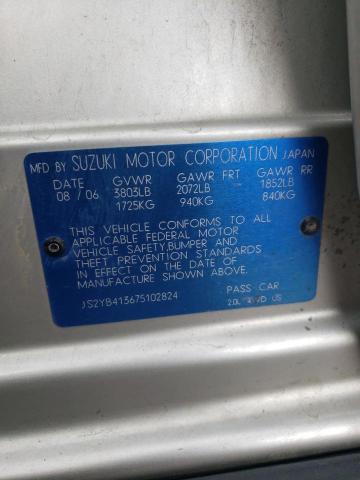 MFD BY SUZUKI MOTOR CORPORATION JAPAN
DATE GVWR GAWR FRT GAWR RR
08 / 06 3803LB 2072LB 1852LB
1725KG 940KG 840KG
THIS VEHICLE CONFORMS TO ALL
APPLICABLE FEDERAL MOTOR
VEHICLE SAFETY,BUMPER AND
THEFT PREVENTION STANDARDS
IN EFFECT ON THE DATE OF
MANUFACTURE SHOWN ABOVE.
JS2YB413675102824 PASS CAR
2.0L US